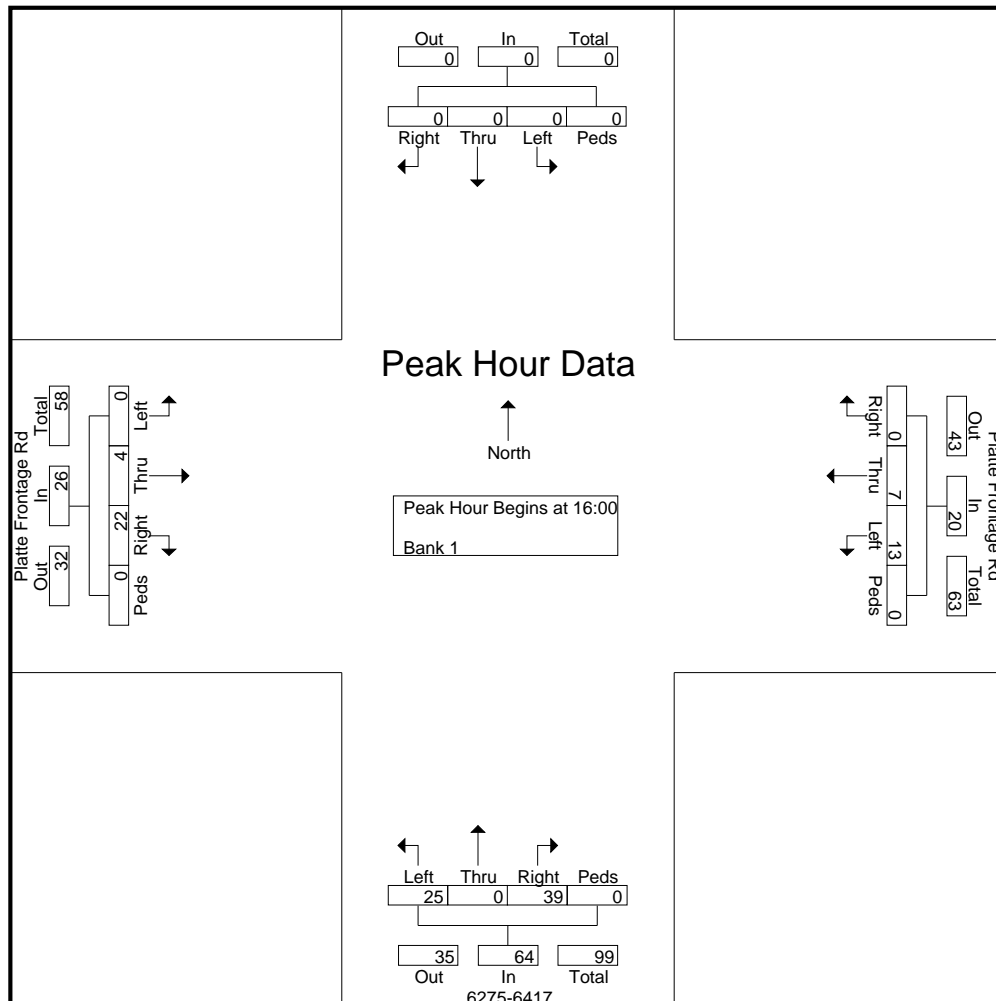 Out In Total
0 0 0
0 0 0 0
Right Thru Left Peds
Peak Hour Data
North
Peak Hour Begins at 16:00
Bank 1
Platte Frontage Rd
Out In Total
32 26 58
0 22 4 0
Peds Right Thru Left
Platte Frontage Rd
Out In Total
43 20 63
0 7 13 0
Right Thru Left Peds
Left Thru Right Peds
25 0 39 0
35 64 99
Out In Total
6275-6417